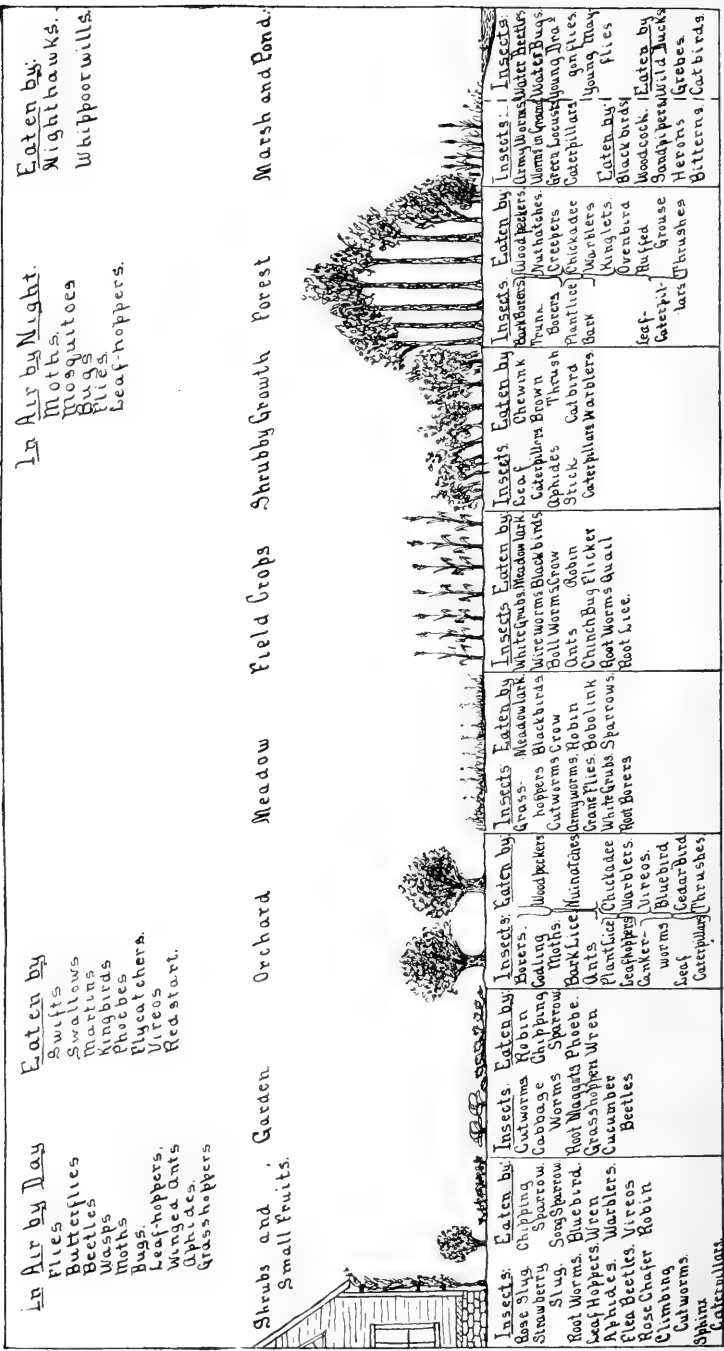 In Air by Day
Flies
Butterflies
Beetles
Wasps
Moths
Bugs.
Leaf-hoppers,
Winged Ants
Aphides.
Grasshoppers
Eaten by
Swifts
Swallows
Martins
Kingbirds
Phoebes
Flycatchers.
Vireos
Redstart.
In Air by Night.
Moths.
Mosquitoes
Bugs
Flies.
Leaf-hoppers.
Eaten by:
Nighthawks.
Whippoorwills.
Shrubs and
Small Fruits.
Garden
Orchard
Meadow
Field Crops
Shrubby Growth
Forest
Marsh and Pond.
Insects: Eaten by:
Rose Slug Chipping
Strawberry Sparrow.
Slug. Song Sparrow
Root Worms. Bluebird.
Leaf Hoppers. Wren
Aphides. Warblers.
Flea Beetles. Vireos
Rose Chafer Robin
Climbing
Cutworms.
Sphinx
Caterpillars.
Insects. Eaten by:
Cutworms Robin
Cabbage Chipping
Worms Sparrow
Root Maggots Phoebe.
Grasshoppers Wren
Cucumber
Beetles
Insects: Eaten by:
Borers. Woodpeckers
Codling
Moths.
Bark Lice. Nuthatches
Ants
Plant Lice Chickadee
Leafhoppers Warblers.
Canker- Vireos.
worms Bluebird
Leaf Cedarbird
Caterpillars Thrushes.
Insects Eaten by
Grass- Meadowlark.
hoppers Blackbirds
Cutworms Crow
Armyworms. Robin
Crane Flies. Bobolink
White Grubs. Sparrows.
Root Borers
Insects Eaten by:
White Grubs. Meadowlark.
Wireworms Blackbirds
Boll Worms. Crow
Ants Robin
Chinch Bug Flicker
Root Worms Quail
Root Lice.
Insects Eaten by:
Leaf Chewink
Caterpillars Brown
Aphides Thrush
Stick Catbird
Caterpillars Warblers.
Insects. Eaten by:
Bark Borers Woodpeckers.
Trunk Nuthatches.
Borers Creepers
Plant lice Chickadee
Bark Warblers
Kinglets.
Ovenbird
Leaf- Ruffed
Caterpil- Grouse
lars Thrushes
Insects:
Army Worms
Worms in Ground
Green Locust
Caterpillars
Eaten by:
Blackbirds
Woodcock.
Sandpipers
Herons
Bitterns.
Insects:
Water Beetles
Water Bugs.
Young Dra-
gonflies
Young May-
flies
Eaten by
Wild Ducks
Grebes.
Catbirds.